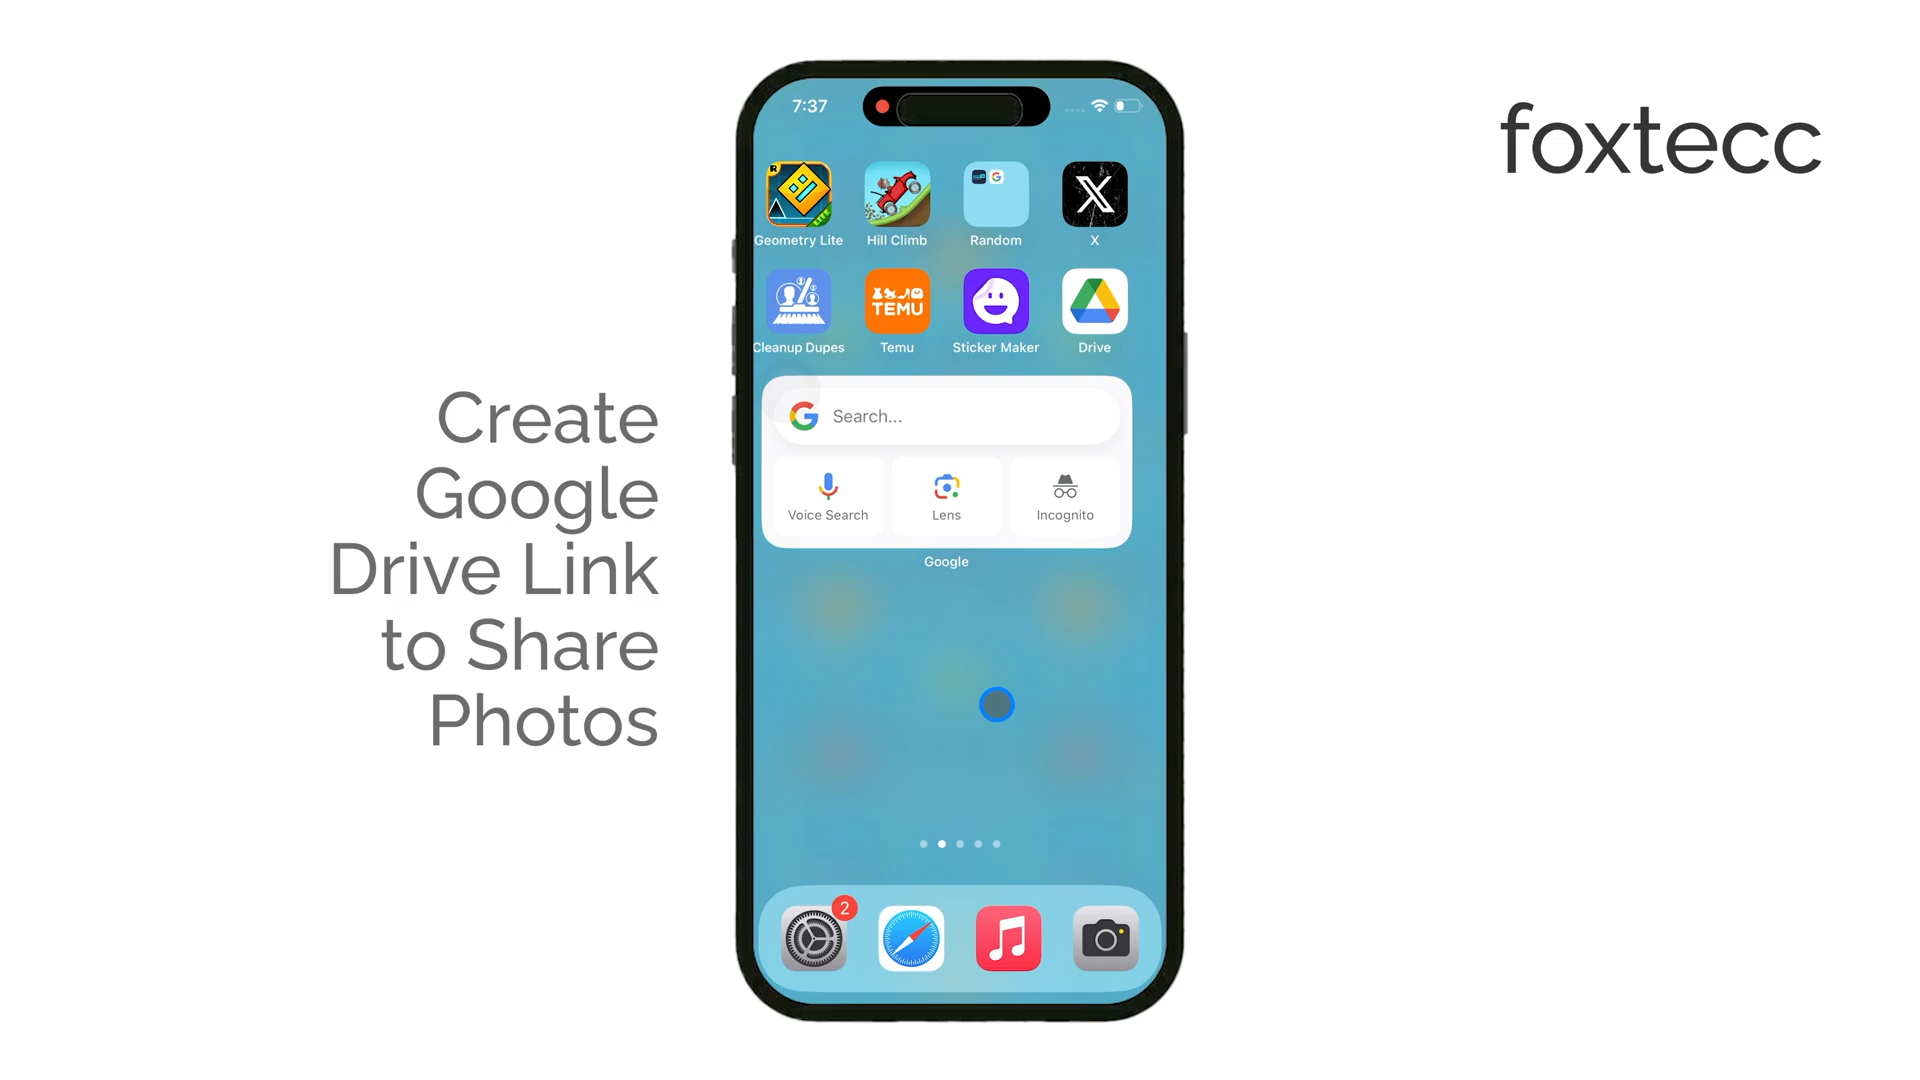 foxtecc
Create
Google
Drive Link
to Share
Photos
7:37
Geometry Lite
Hill Climb
Random
X
TEMU
Cleanup Dupes
Temu
Sticker Maker
Drive
Search...
Voice Search
Lens
Incognito
Google
2